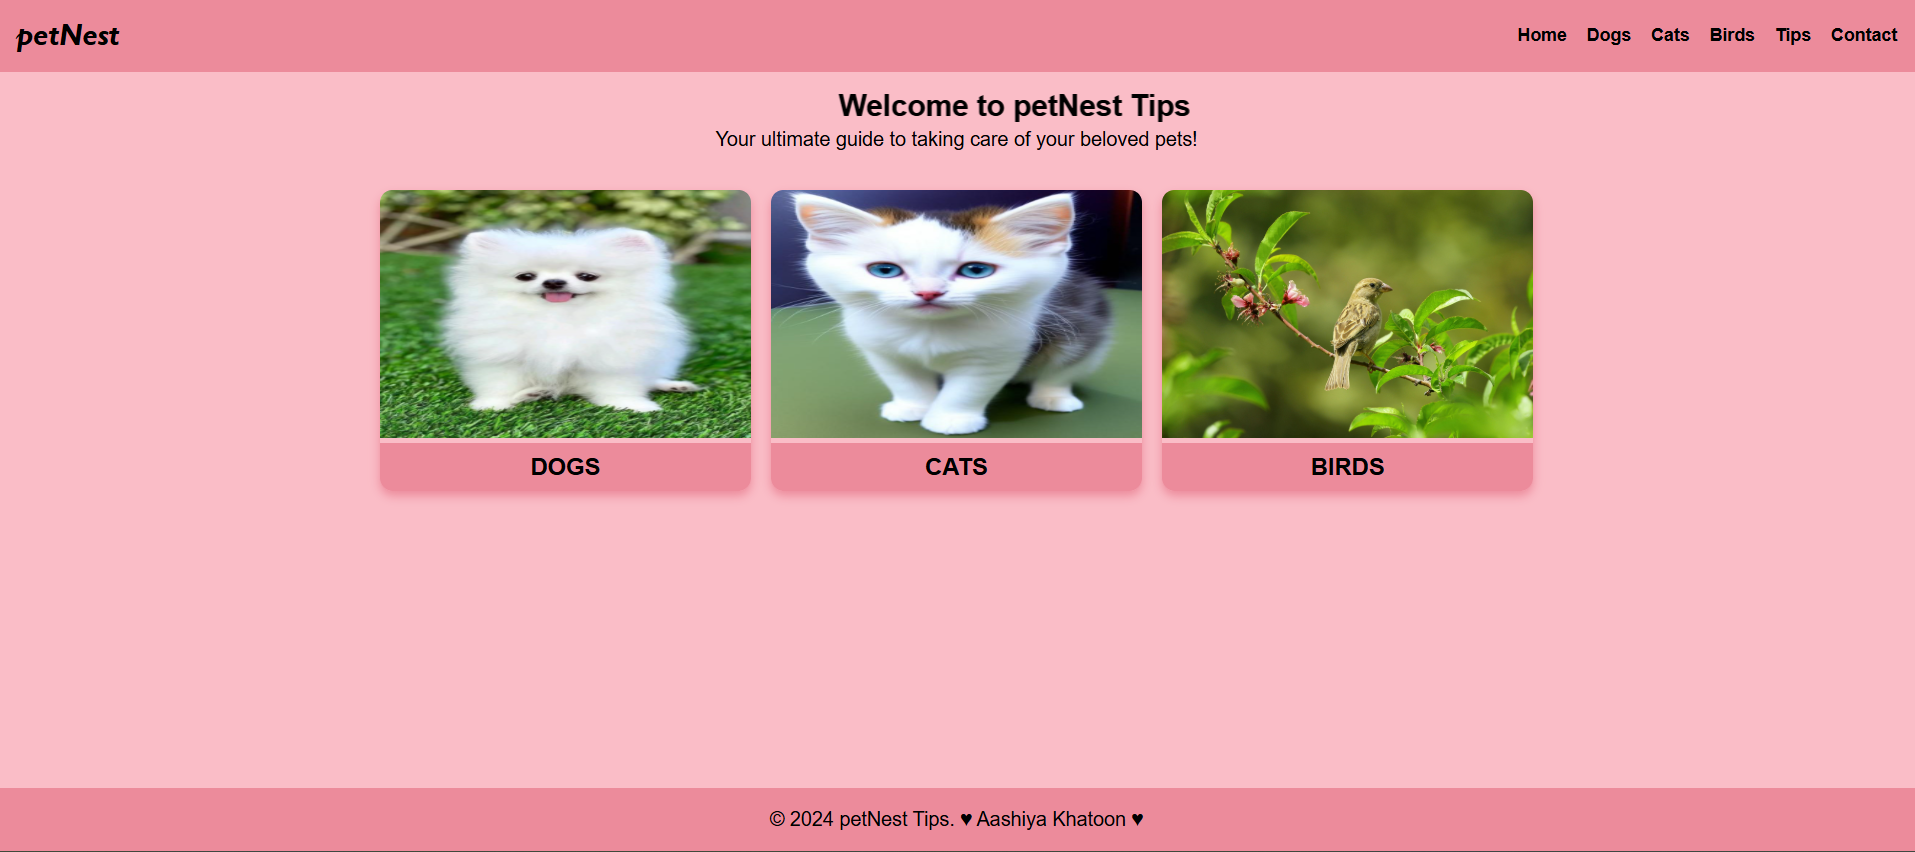 petNest
Home Dogs Cats Birds Tips Contact
Welcome to petNest Tips
Your ultimate guide to taking care of your beloved pets!
DOGS
CATS
BIRDS
© 2024 petNest Tips. ♥ Aashiya Khatoon ♥